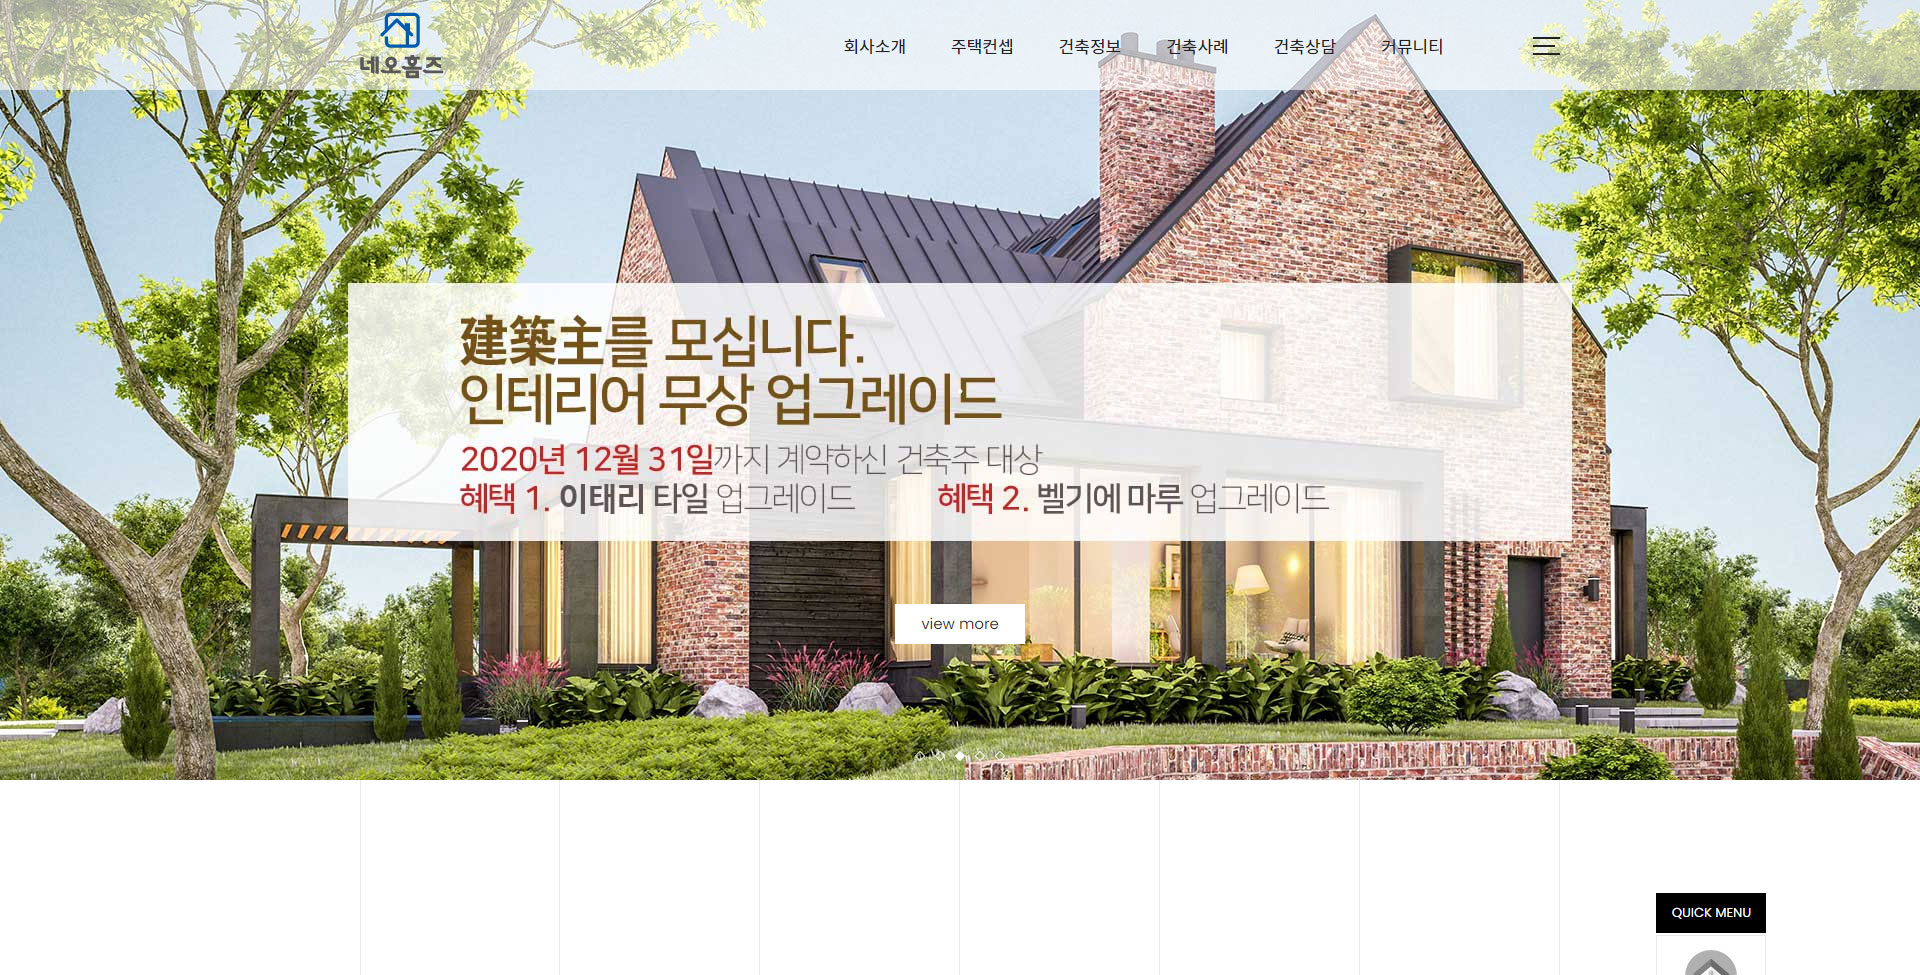 네오홈즈
회사소개 주택컨셉 건축정보 건축사례 건축상담 커뮤니티
建築主를 모십니다.
인테리어 무상 업그레이드
2020년 12월 31일까지 계약하신 건축주 대상
혜택 1. 이태리 타일 업그레이드 혜택 2. 벨기에 마루 업그레이드
view more
QUICK MENU